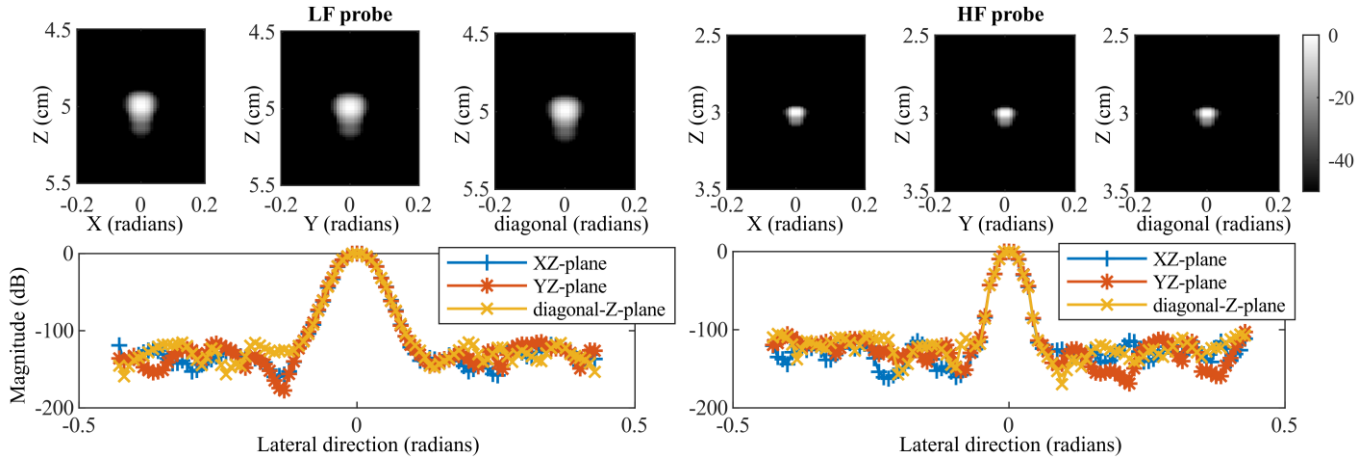 LF probe
4.5
Z (cm)
5
5.5
-0.2 0 0.2
X (radians)
4.5
Z (cm)
5
5.5
-0.2 0 0.2
Y (radians)
4.5
Z (cm)
5
5.5
-0.2 0 0.2
diagonal (radians)
HF probe
2.5
Z (cm)
3
3.5
-0.2 0 0.2
X (radians)
2.5
Z (cm)
3
3.5
-0.2 0 0.2
Y (radians)
2.5
Z (cm)
3
3.5
-0.2 0 0.2
diagonal (radians)
0
-20
-40
Magnitude (dB)
0
-100
-200
-0.5 0 0.5
Lateral direction (radians)
XZ-plane
YZ-plane
diagonal-Z-plane
0
-100
-200
-0.5 0 0.5
Lateral direction (radians)
XZ-plane
YZ-plane
diagonal-Z-plane